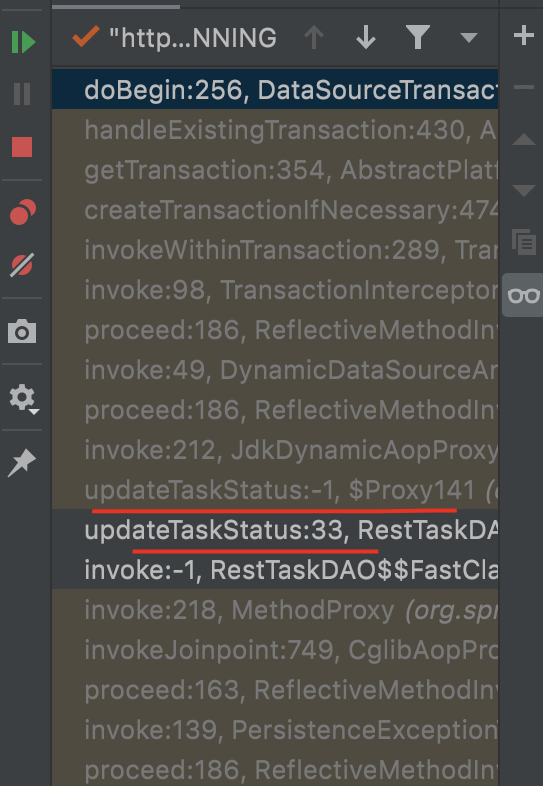 "http...NNING
doBegin:256, DataSourceTransact
handleExistingTransaction:430, A
getTransaction:354, AbstractPlatf
createTransactionIfNecessary:474
invokeWithinTransaction:289, Tran
invoke:98, TransactionInterceptor
proceed:186, ReflectiveMethodInv
invoke:49, DynamicDataSourceAn
proceed:186, ReflectiveMethodInv
invoke:212, JdkDynamicAopProxy
updateTaskStatus:-1, $Proxy141 (c
updateTaskStatus:33, RestTaskDA
invoke:-1, RestTaskDAO$$FastCla
invoke:218, MethodProxy (org.spr
invokeJoinpoint:749, CglibAopPro
proceed:163, ReflectiveMethodInv
invoke:139, PersistenceExceptionT
proceed:186, ReflectiveMethodInv